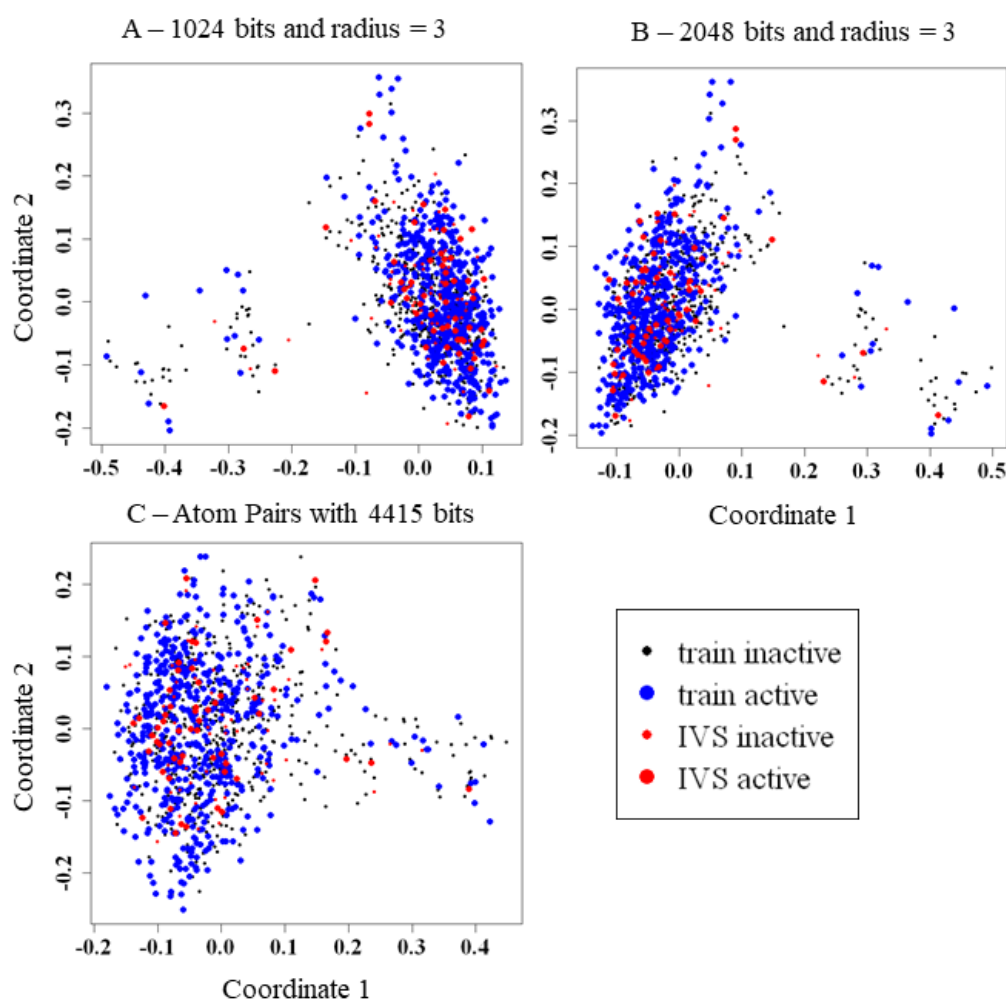 A – 1024 bits and radius = 3
B – 2048 bits and radius = 3
Coordinate 2
0.3
0.2
0.1
0.0
-0.1
-0.2
-0.5 -0.4 -0.3 -0.2 -0.1 0.0 0.1
0.3
0.2
0.1
0.0
-0.1
-0.2
-0.1 0.0 0.1 0.2 0.3 0.4 0.5
Coordinate 1
C – Atom Pairs with 4415 bits
Coordinate 2
0.2
0.1
0.0
-0.1
-0.2
-0.2 -0.1 0.0 0.1 0.2 0.3 0.4
Coordinate 1
train inactive
train active
IVS inactive
IVS active